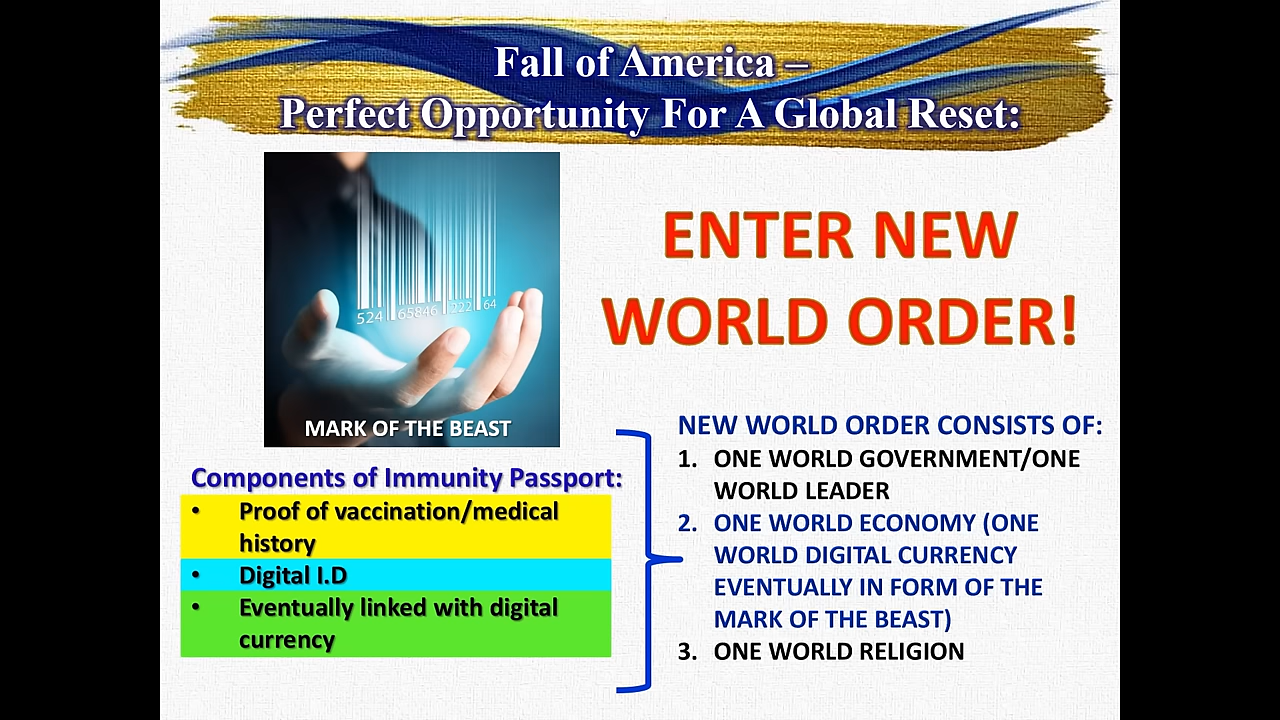 Fall of America –
Perfect Opportunity For A Global Reset:
524 65846 222 64
MARK OF THE BEAST
ENTER NEW
WORLD ORDER!
Components of Immunity Passport:
• Proof of vaccination/medical
history
• Digital I.D
• Eventually linked with digital
currency
NEW WORLD ORDER CONSISTS OF:
1. ONE WORLD GOVERNMENT/ONE
WORLD LEADER
2. ONE WORLD ECONOMY (ONE
WORLD DIGITAL CURRENCY
EVENTUALLY IN FORM OF THE
MARK OF THE BEAST)
3. ONE WORLD RELIGION